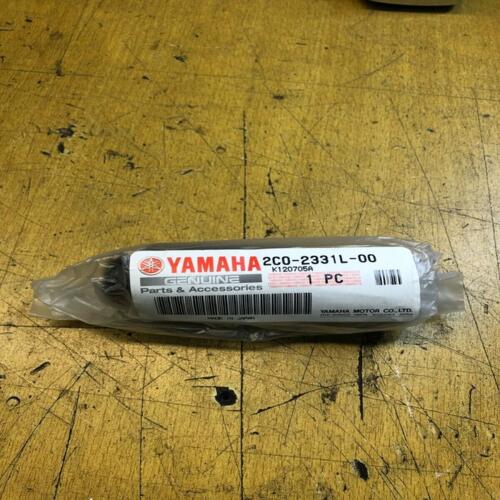 YAMAHA 2C0-2331L-00
K120705A
GENUINE
1 PC
Parts & Accessories
MADE IN JAPAN
YAMAHA MOTOR CO.,LTD.